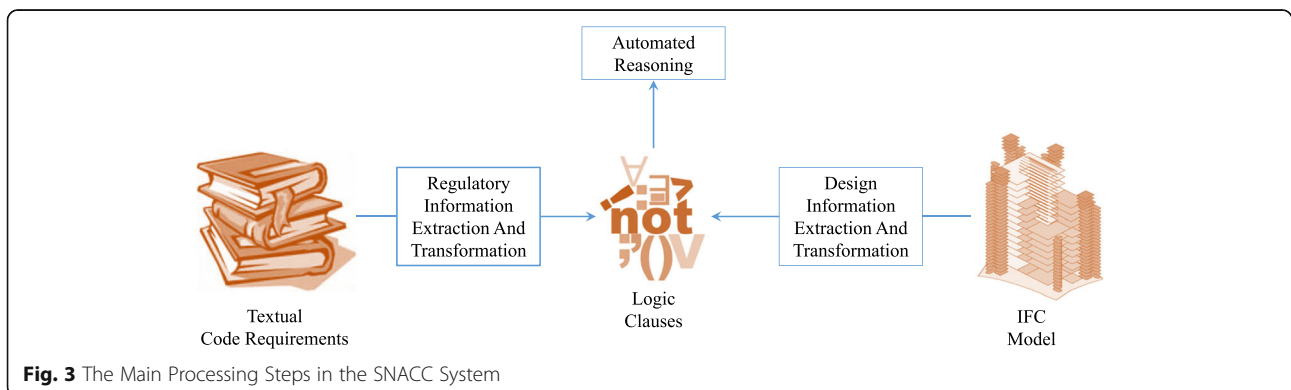 Automated
Reasoning
Regulatory
Information
Extraction And
Transformation
not
()V
Design
Information
Extraction And
Transformation
Textual
Code Requirements
Logic
Clauses
IFC
Model
Fig. 3 The Main Processing Steps in the SNACC System